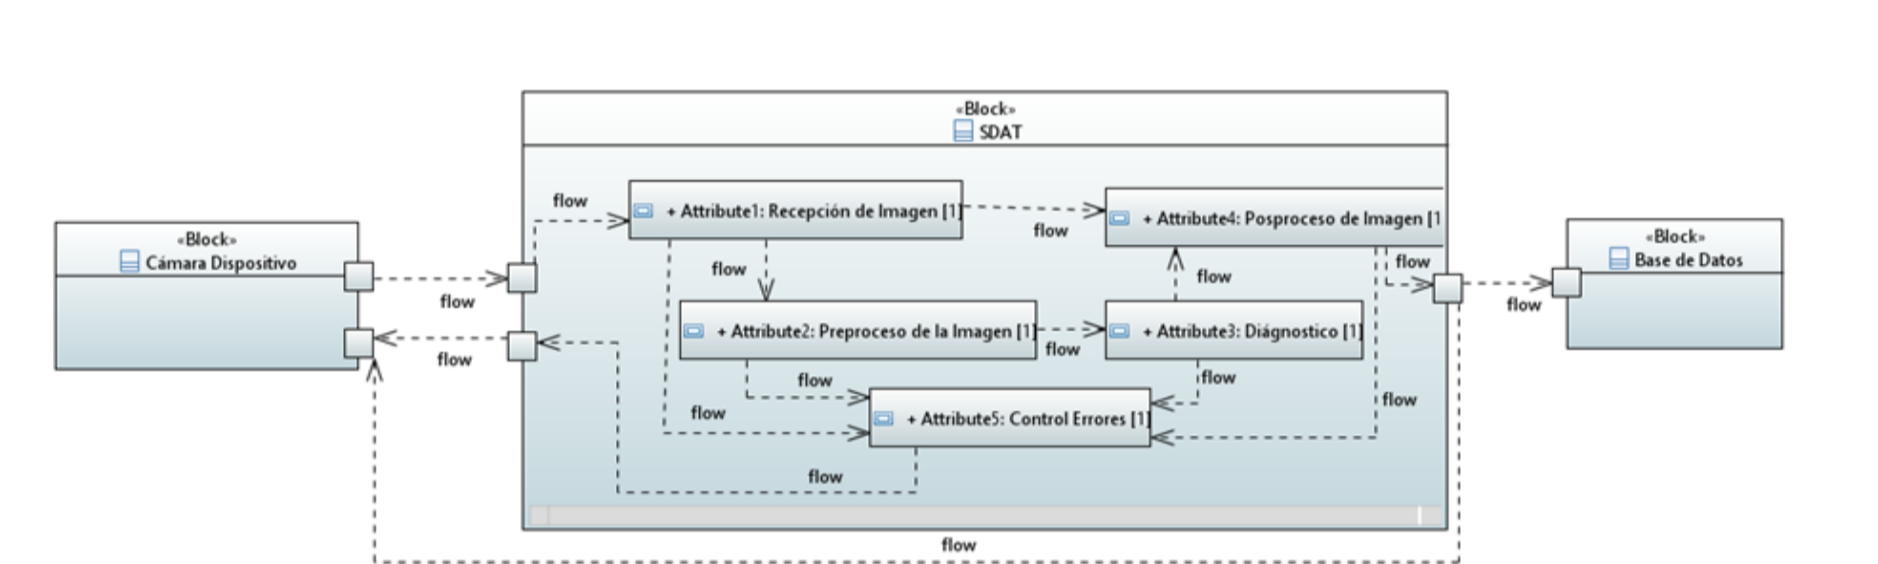 «Block»
SDAT
flow
+ Attribute1: Recepción de Imagen [1]
flow
+ Attribute4: Posproceso de Imagen [1
«Block»
Cámara Dispositivo
flow
flow
flow
flow
«Block»
Base de Datos
flow
flow
+ Attribute2: Preproceso de la Imagen [1]
flow
+ Attribute3: Diágnostico [1]
flow
flow
flow
flow
flow
+ Attribute5: Control Errores [1]
flow
flow